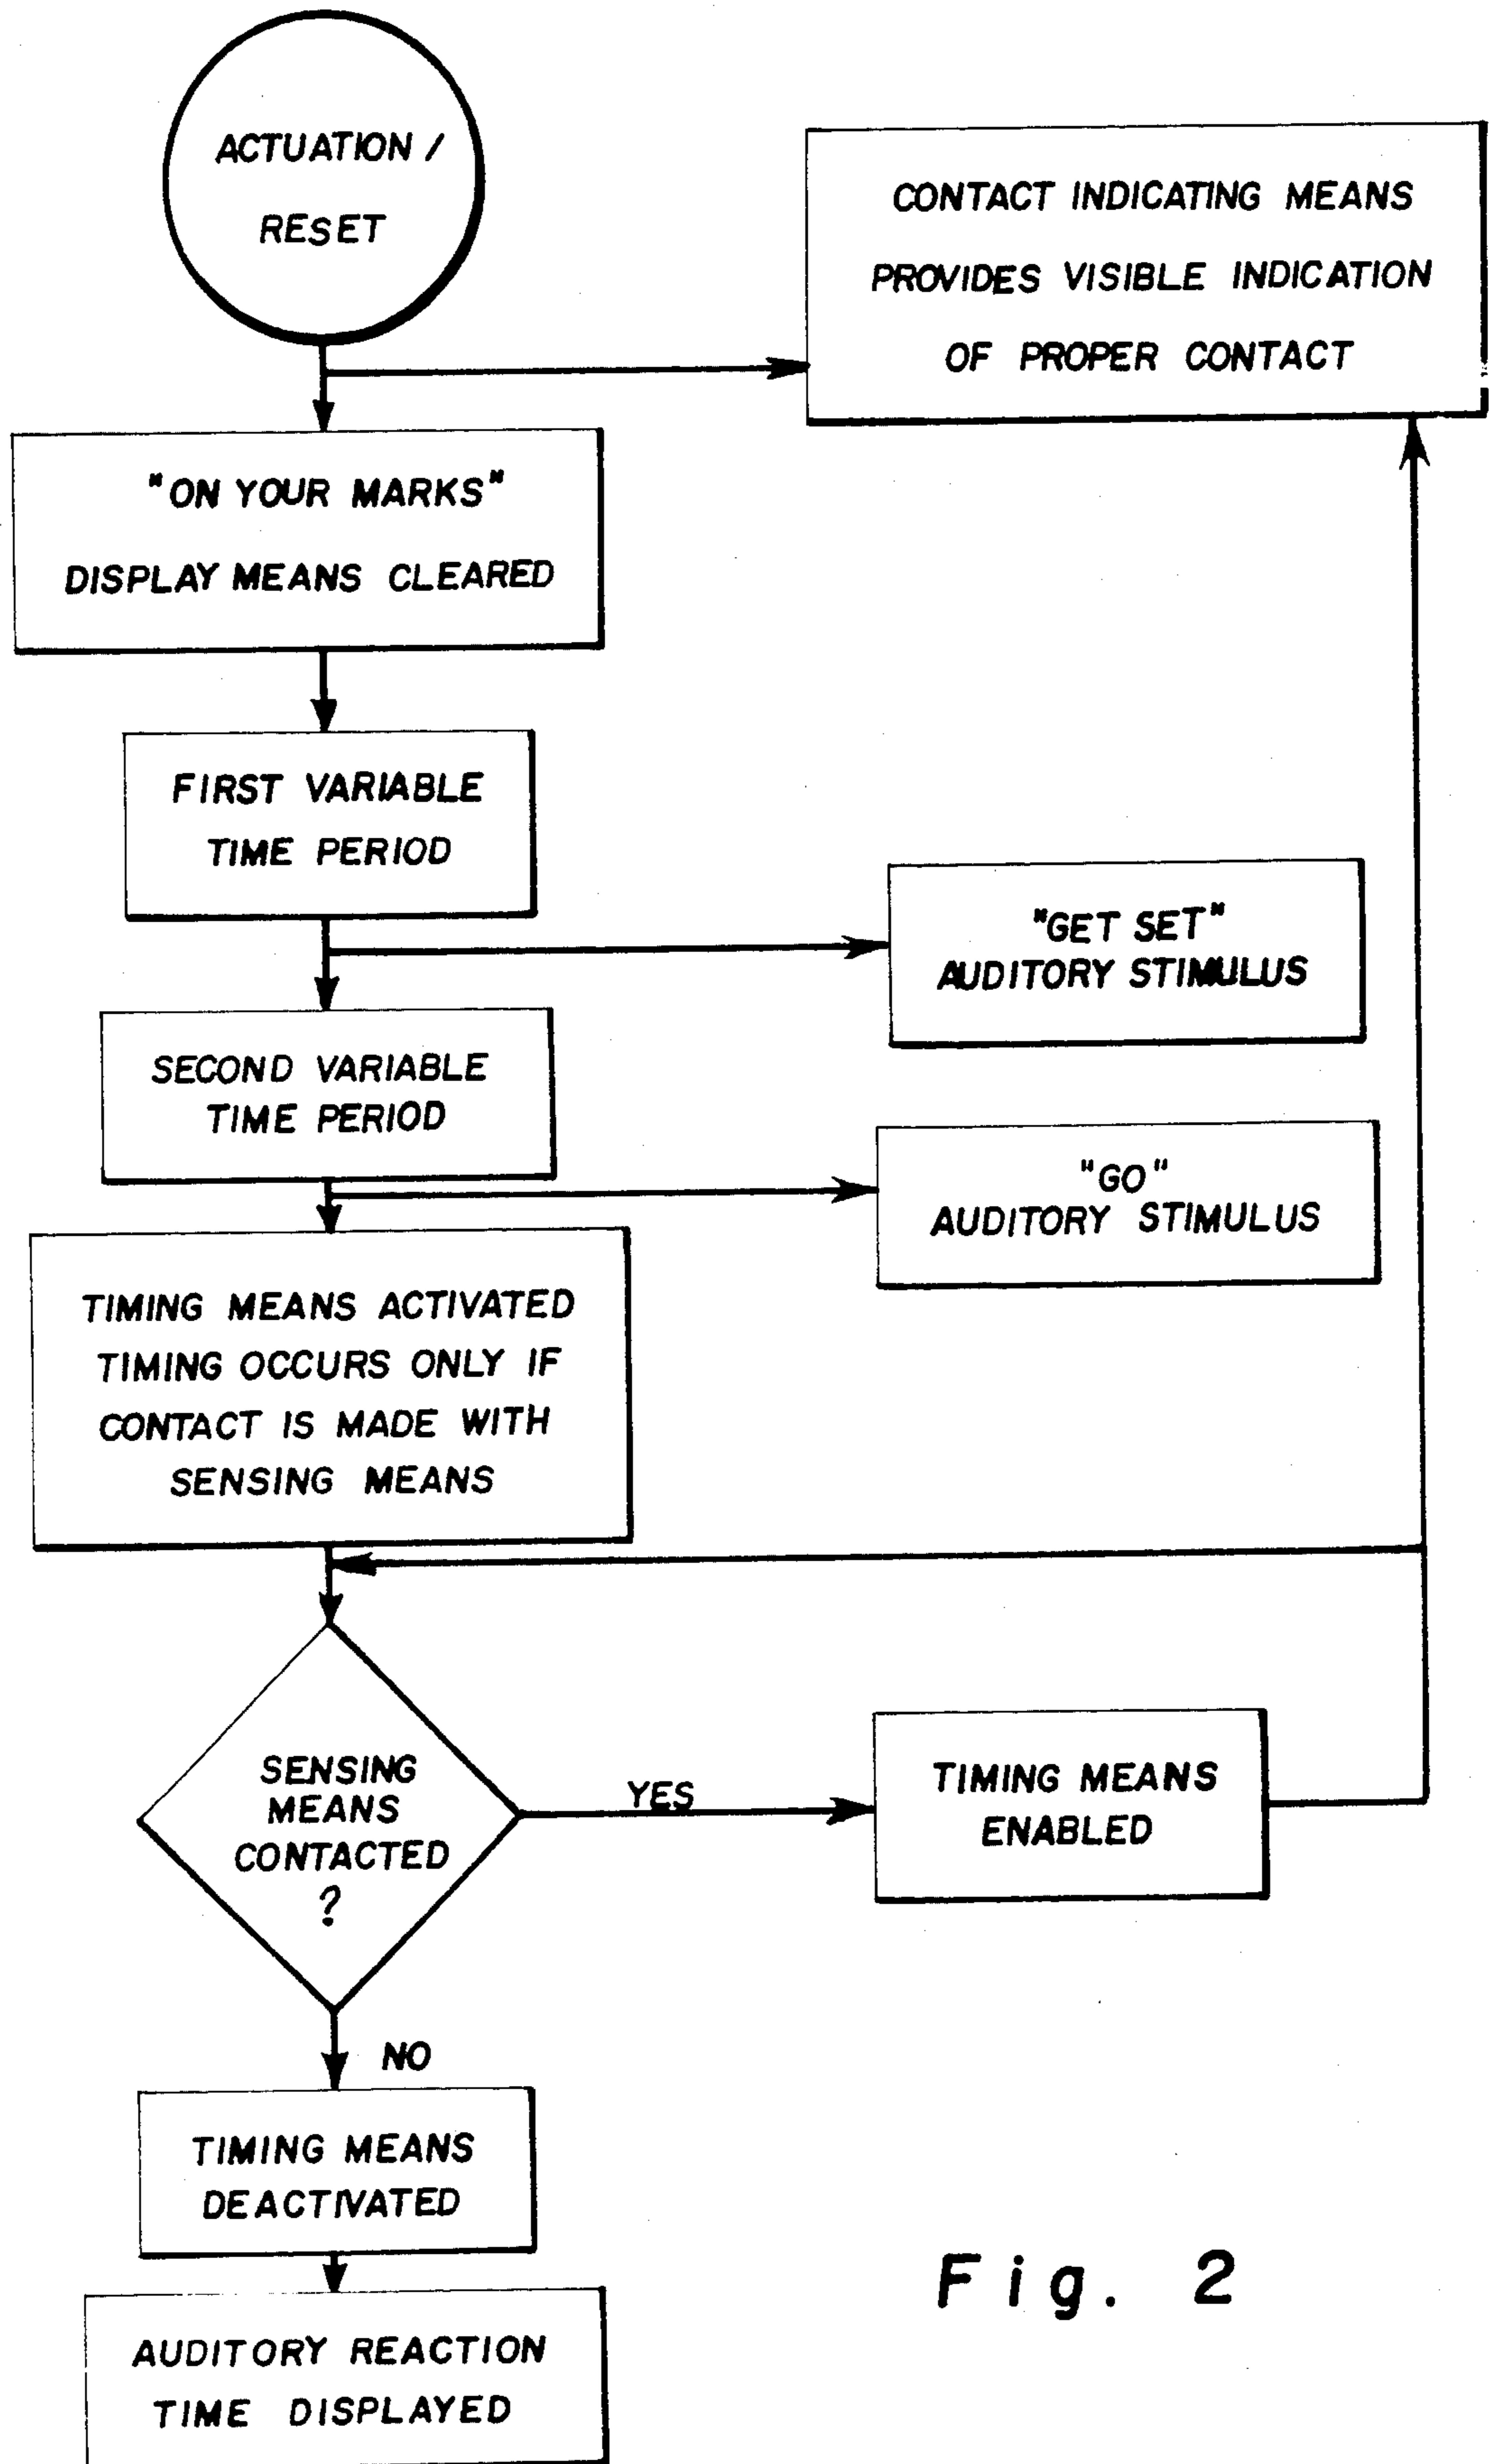 ACTUATION /
RESET
CONTACT INDICATING MEANS
PROVIDES VISIBLE INDICATION
OF PROPER CONTACT
"ON YOUR MARKS"
DISPLAY MEANS CLEARED
FIRST VARIABLE
TIME PERIOD
"GET SET"
AUDITORY STIMULUS
SECOND VARIABLE
TIME PERIOD
"GO"
AUDITORY STIMULUS
TIMING MEANS ACTIVATED
TIMING OCCURS ONLY IF
CONTACT IS MADE WITH
SENSING MEANS
SENSING
MEANS
CONTACTED
?
YES
TIMING MEANS
ENABLED
NO
TIMING MEANS
DEACTIVATED
AUDITORY REACTION
TIME DISPLAYED
Fig. 2